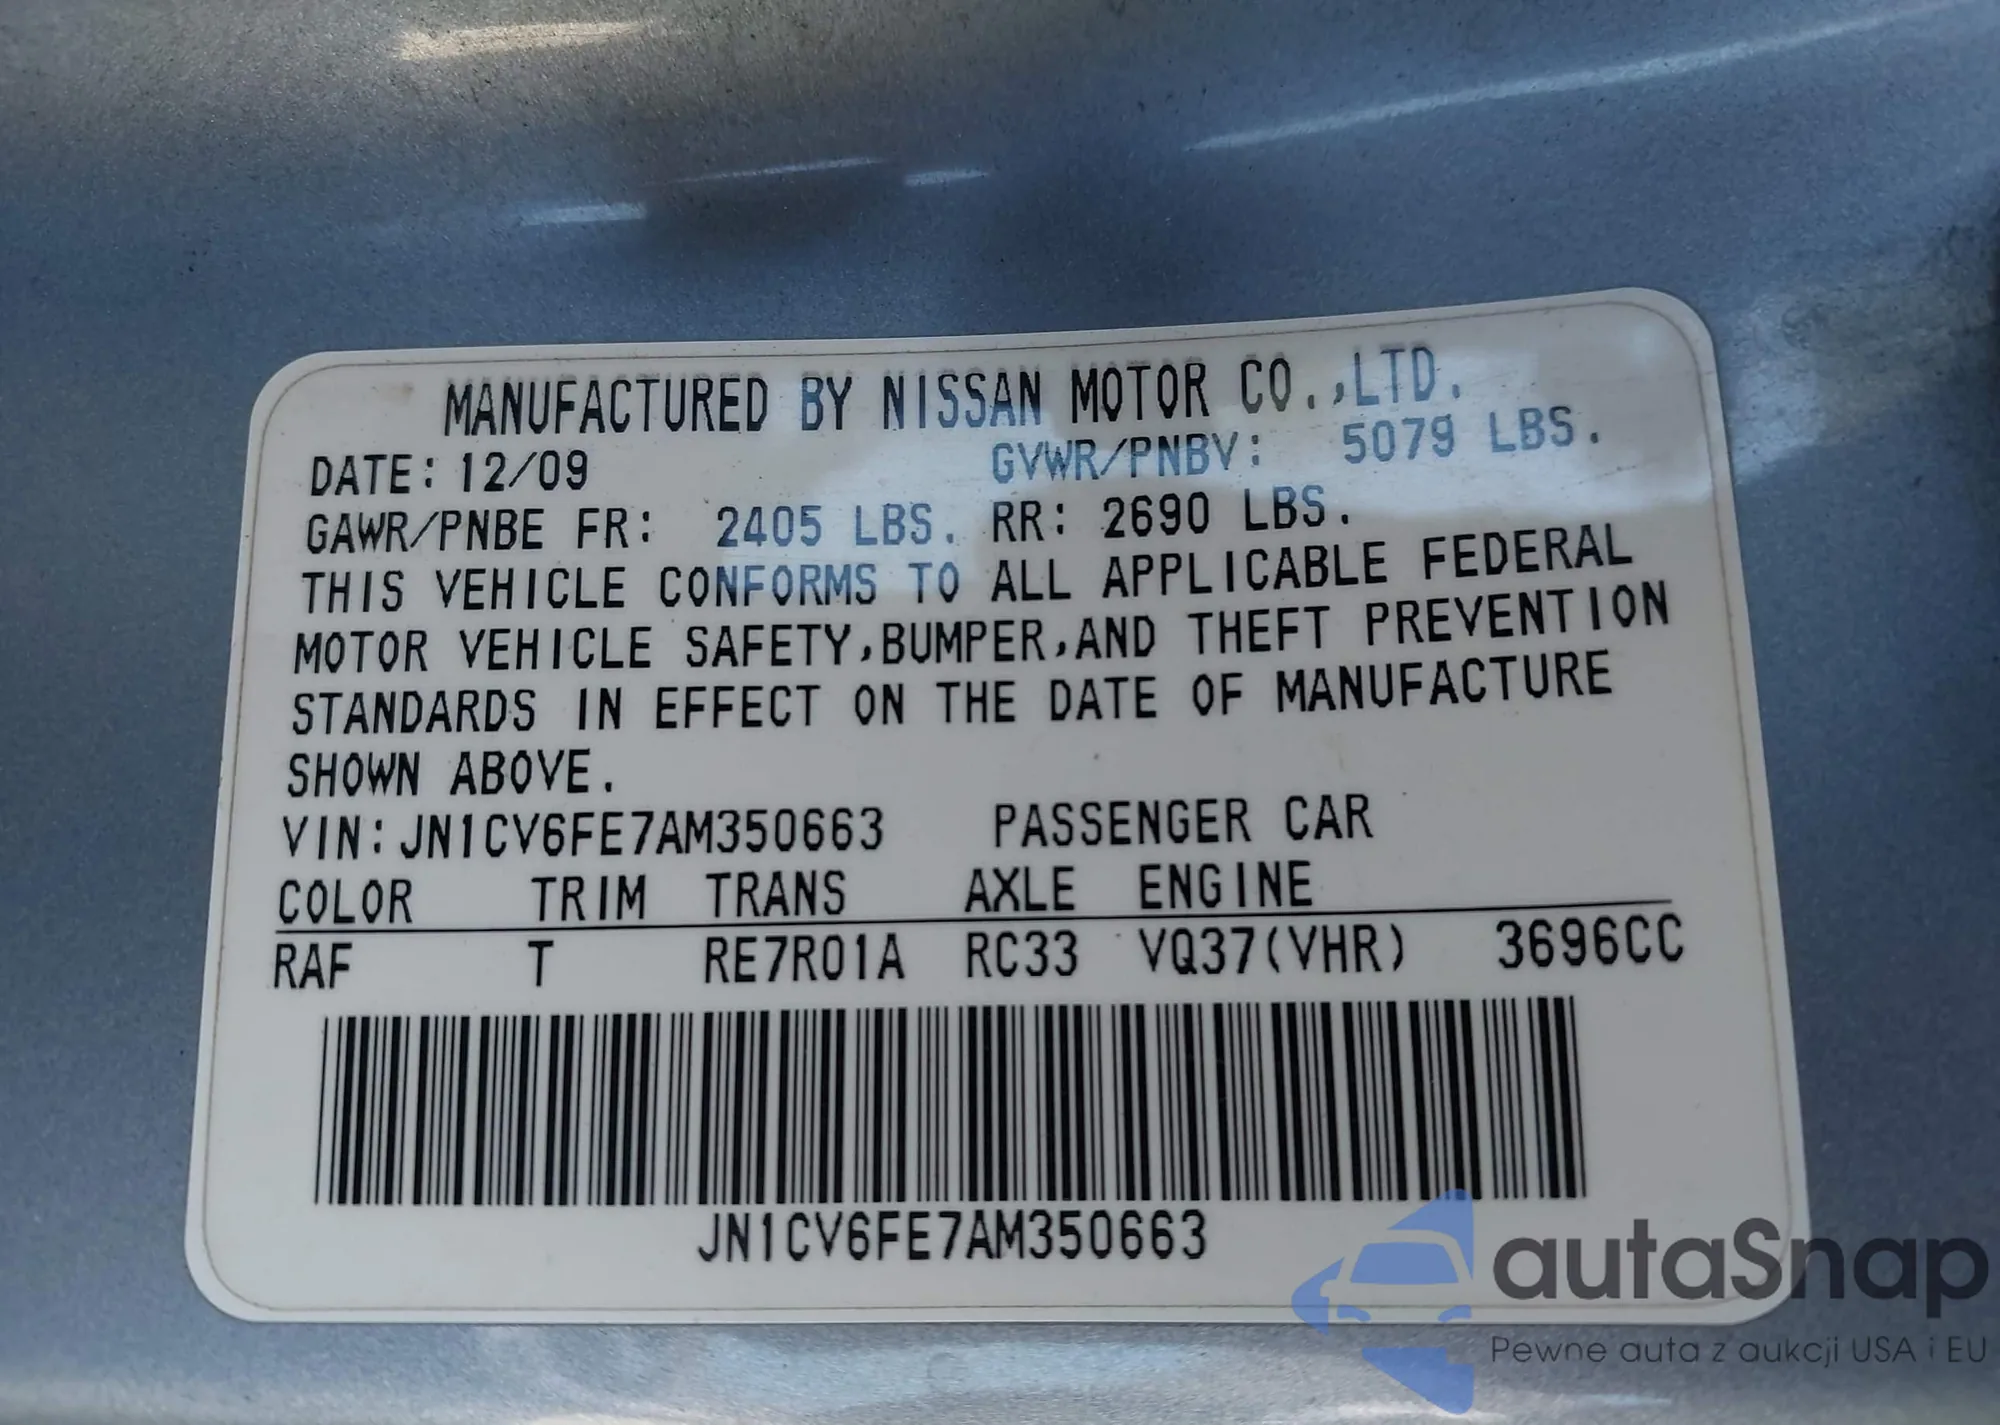 MANUFACTURED BY NISSAN MOTOR CO.,LTD.
DATE: 12/09 GVWR/PNBV: 5079 LBS.
GAWR/PNBE FR: 2405 LBS. RR: 2690 LBS.
THIS VEHICLE CONFORMS TO ALL APPLICABLE FEDERAL
MOTOR VEHICLE SAFETY,BUMPER,AND THEFT PREVENTION
STANDARDS IN EFFECT ON THE DATE OF MANUFACTURE
SHOWN ABOVE.
VIN:JN1CV6FE7AM350663 PASSENGER CAR
COLOR TRIM TRANS AXLE ENGINE
RAF T RE7R01A RC33 VQ37(VHR) 3696CC
JN1CV6FE7AM350663
autaSnap
Pewne auta z aukcji USA i EU